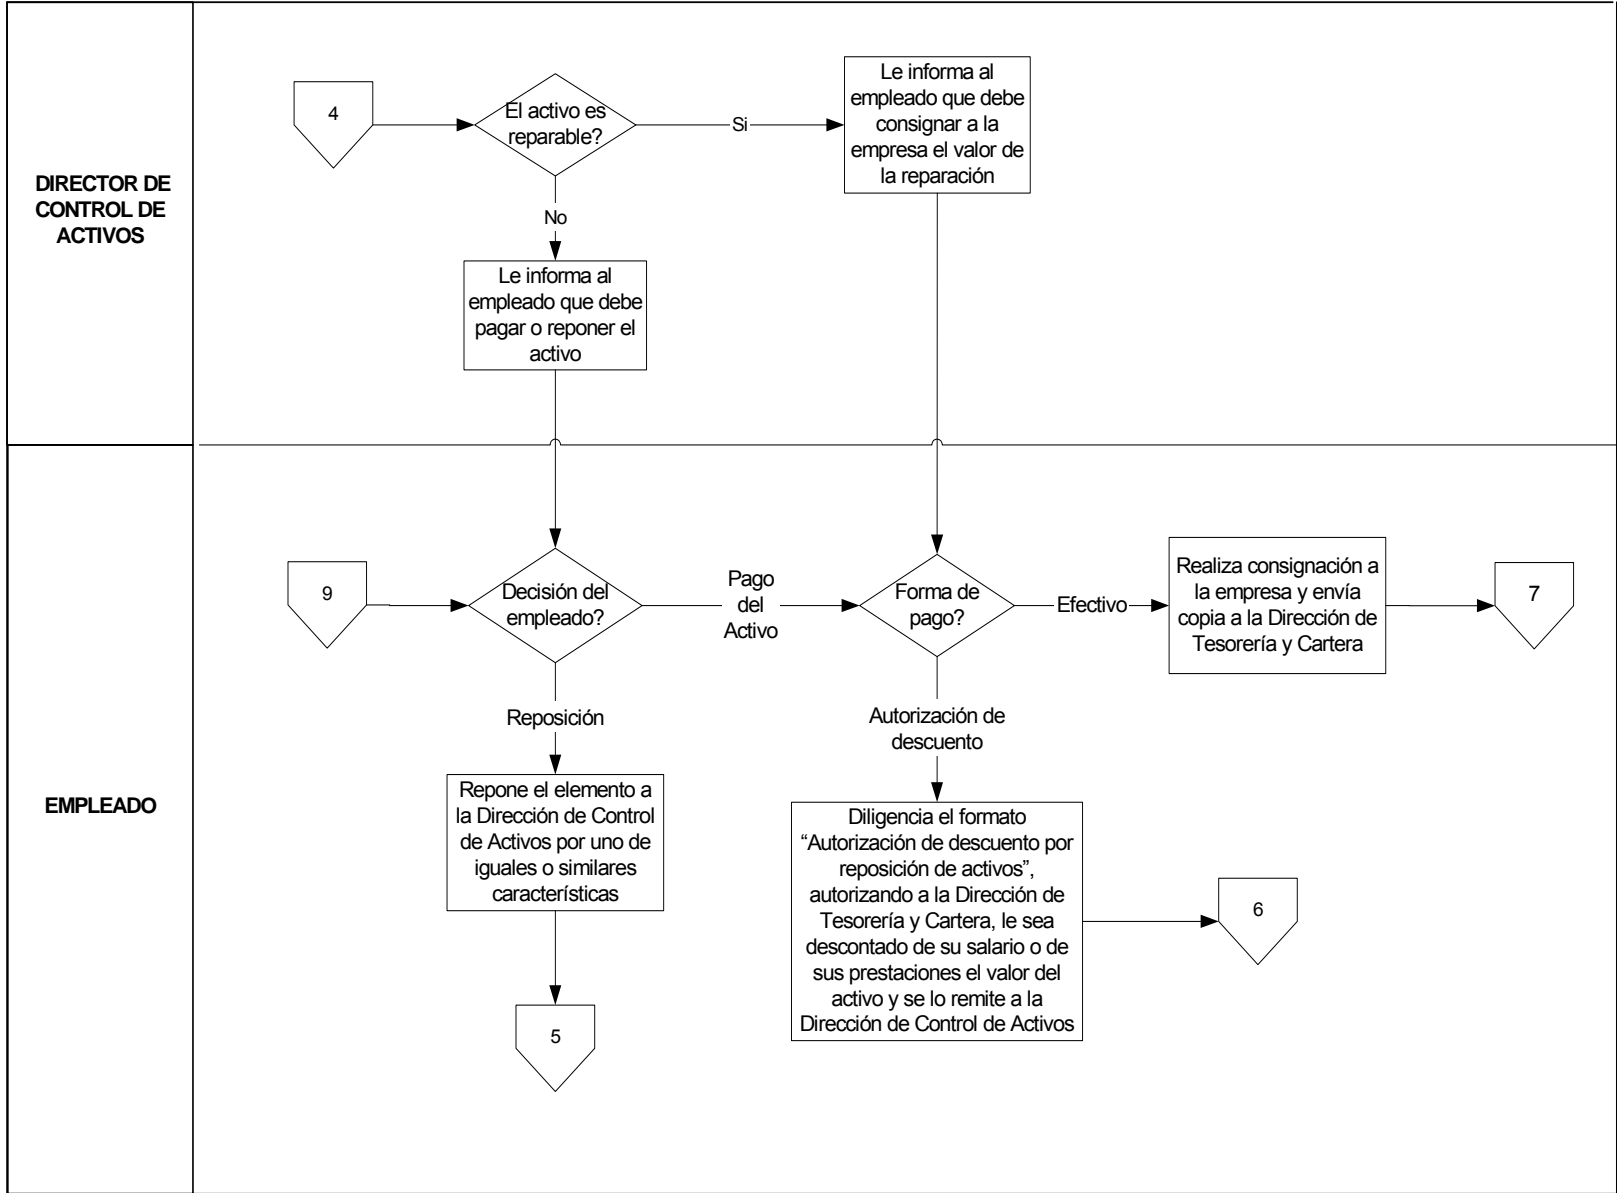 DIRECTOR DE
CONTROL DE
ACTIVOS
4
El activo es
reparable?
Si
Le informa al
empleado que debe
consignar a la
empresa el valor de
la reparación
No
Le informa al
empleado que debe
pagar o reponer el
activo
EMPLEADO
9
Decisión del
empleado?
Pago
del
Activo
Forma de
pago?
Efectivo
Realiza consignación a
la empresa y envía
copia a la Dirección de
Tesorería y Cartera
7
Reposición
Autorización de
descuento
Repone el elemento a
la Dirección de Control
de Activos por uno de
iguales o similares
características
Diligencia el formato
“Autorización de descuento por
reposición de activos”,
autorizando a la Dirección de
Tesorería y Cartera, le sea
descontado de su salario o de
sus prestaciones el valor del
activo y se lo remite a la
Dirección de Control de Activos
6
5